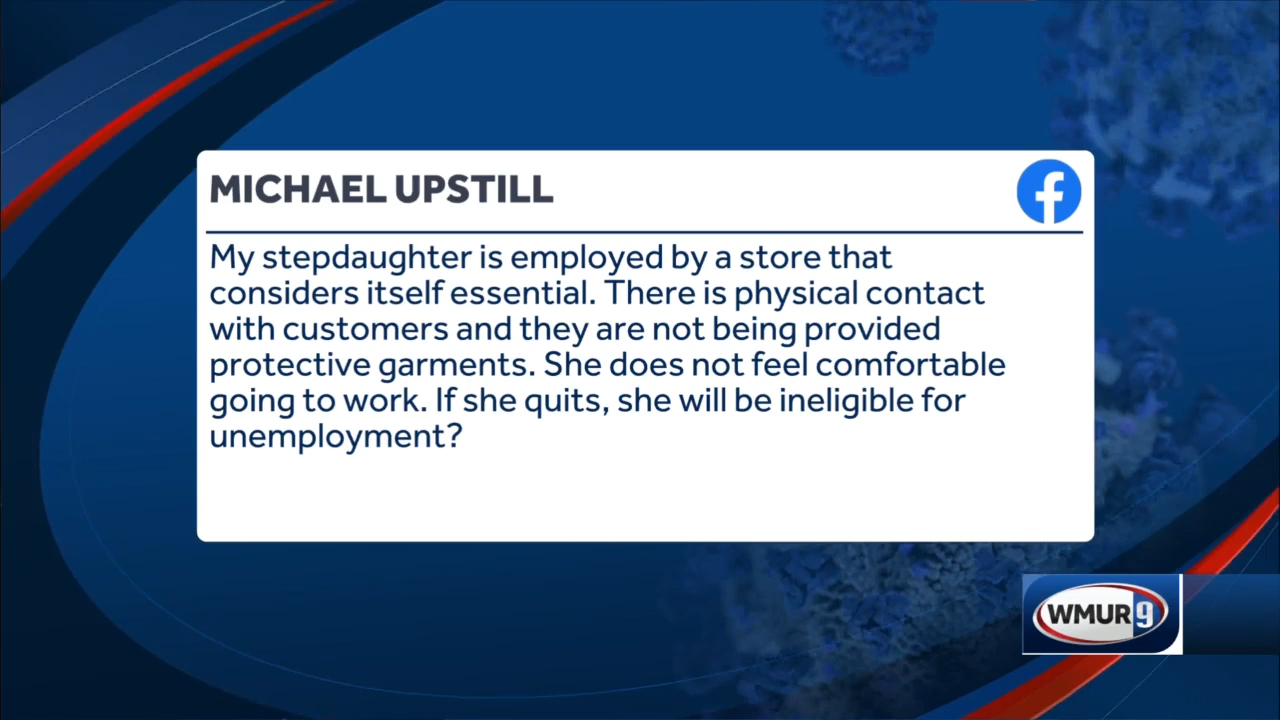 MICHAEL UPSTILL
My stepdaughter is employed by a store that
considers itself essential. There is physical contact
with customers and they are not being provided
protective garments. She does not feel comfortable
going to work. If she quits, she will be ineligible for
unemployment?
WMUR 9